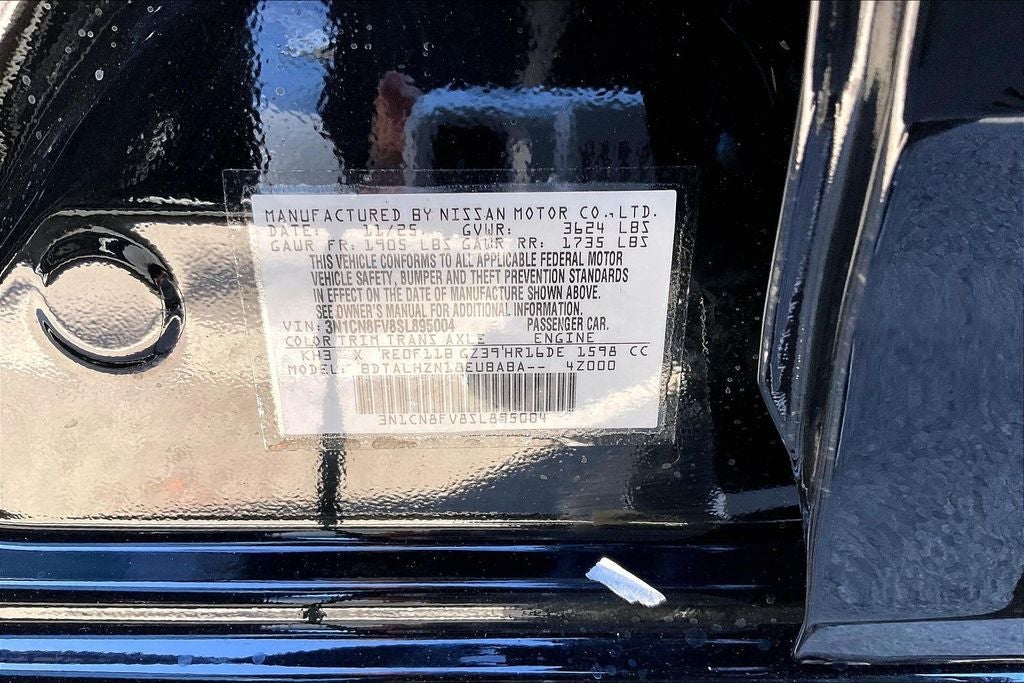 MANUFACTURED BY NISSAN MOTOR CO.,LTD.
DATE: 11/25 GVWR: 3624 LBS
GAWR FR: 1905 LBS GAWR RR: 1735 LBS
THIS VEHICLE CONFORMS TO ALL APPLICABLE FEDERAL MOTOR
VEHICLE SAFETY, BUMPER AND THEFT PREVENTION STANDARDS
IN EFFECT ON THE DATE OF MANUFACTURE SHOWN ABOVE.
SEE OWNER'S MANUAL FOR ADDITIONAL INFORMATION.
VIN: 3N1CN8FV8SL895004 PASSENGER CAR.
COLOR TRIM TRANS AXLE ENGINE
KH3 X RE0F11B GZ39 HR16DE 1598 CC
MODEL: BDTALHZN18EUBABA-- 4Z000
3N1CN8FV8SL895004